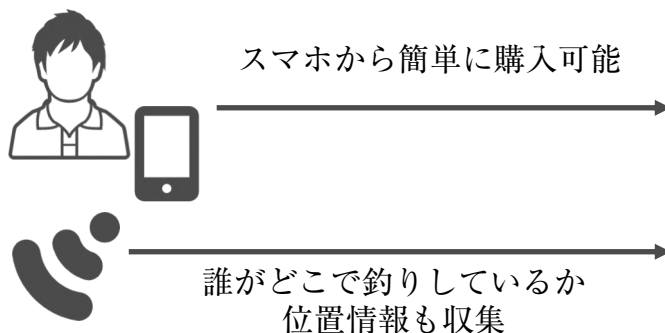 スマホから簡単に購入可能
誰がどこで釣りしているか
位置情報も収集